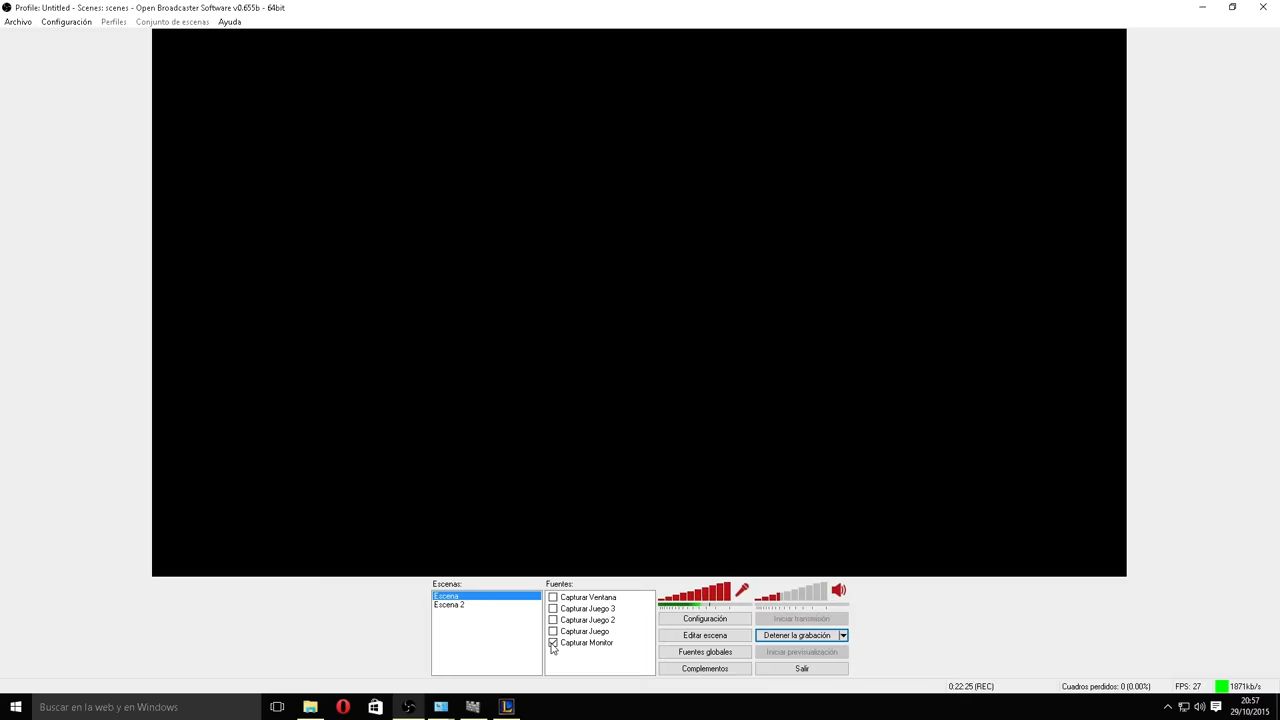 Profile: Untitled - Scenes: scenes - Open Broadcaster Software v0.655b - 64bit
Archivo Configuración Perfiles Conjunto de escenas Ayuda
Escenas: Fuentes:
Escena
Escena 2
Capturar Ventana
Capturar Juego 3
Capturar Juego 2
Capturar Juego
Capturar Monitor
Configuración Iniciar transmisión
Editar escena Detener la grabación
Fuentes globales Iniciar previsualización
Complementos Salir
0:22:25 (REC) Cuadros perdidos: 0 (0.00%) FPS: 27 1871kb/s
Buscar en la web y en Windows
20:57
29/10/2015